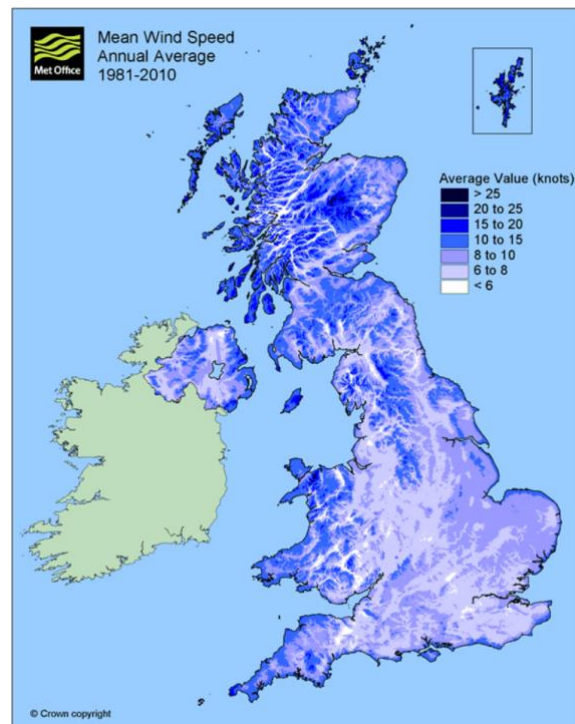 Met Office
Mean Wind Speed
Annual Average
1981-2010
Average Value (knots)
> 25
20 to 25
15 to 20
10 to 15
8 to 10
6 to 8
< 6
© Crown copyright